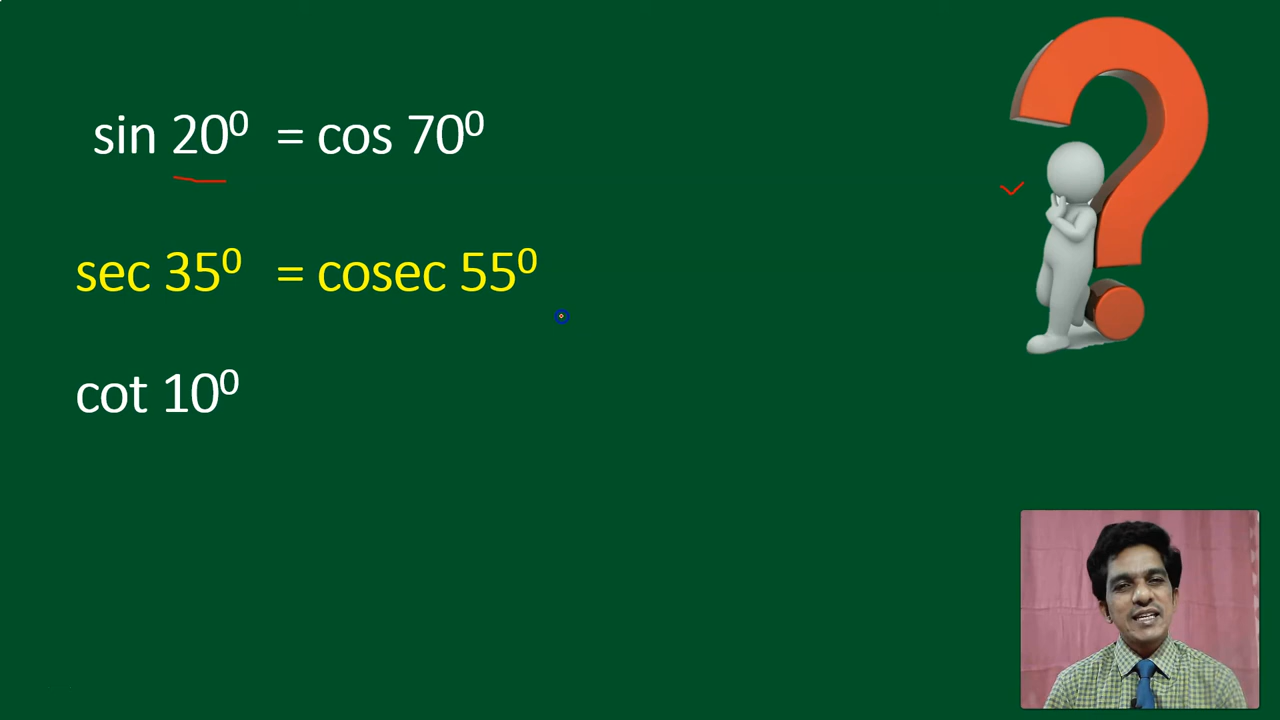 sin 20⁰ = cos 70⁰
sec 35⁰ = cosec 55⁰
cot 10⁰